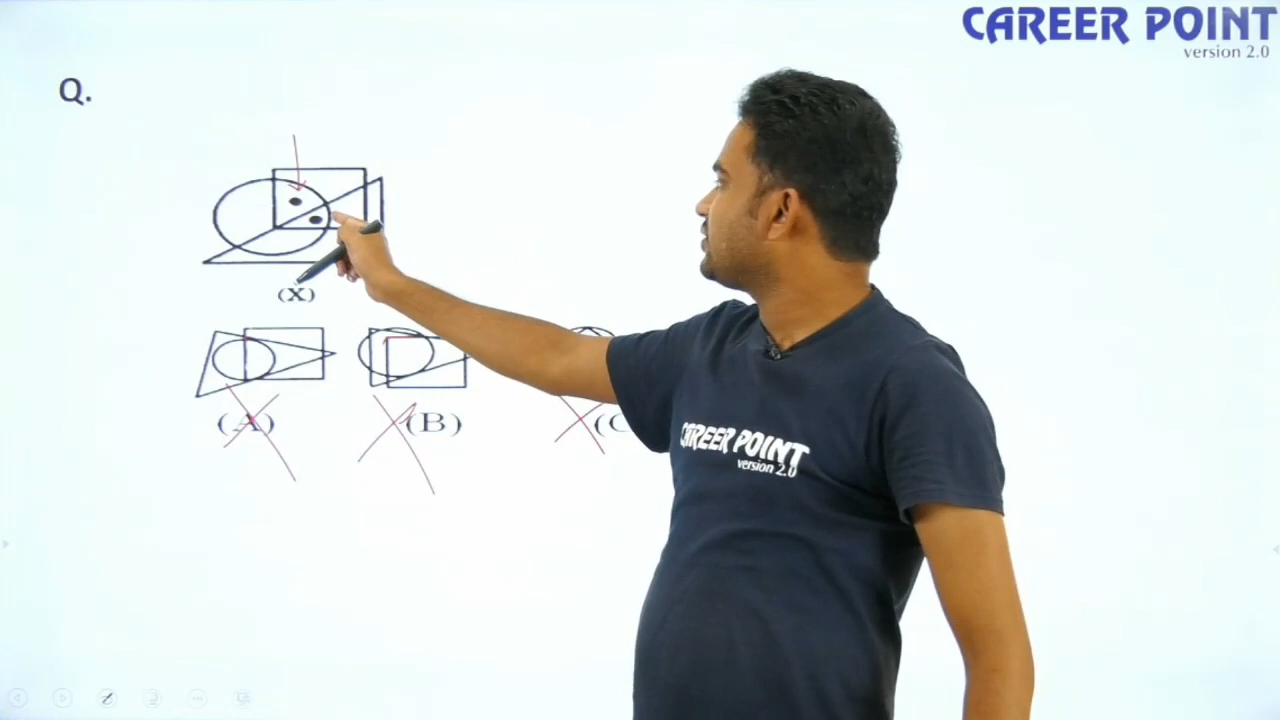 CAREER POINT
version 2.0
Q.
(X)
(A)
(B)
(C
CAREER POINT
version 2.0